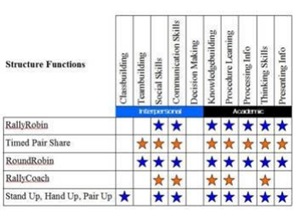 Structure Functions
Classbuilding
Teambuilding
Social Skills
Communication Skills
Decision Making
Knowledgebuilding
Procedure Learning
Processing Info
Thinking Skills
Presenting Info
Interpersonal
Academic
RallyRobin
Timed Pair Share
RoundRobin
RallyCoach
Stand Up, Hand Up, Pair Up